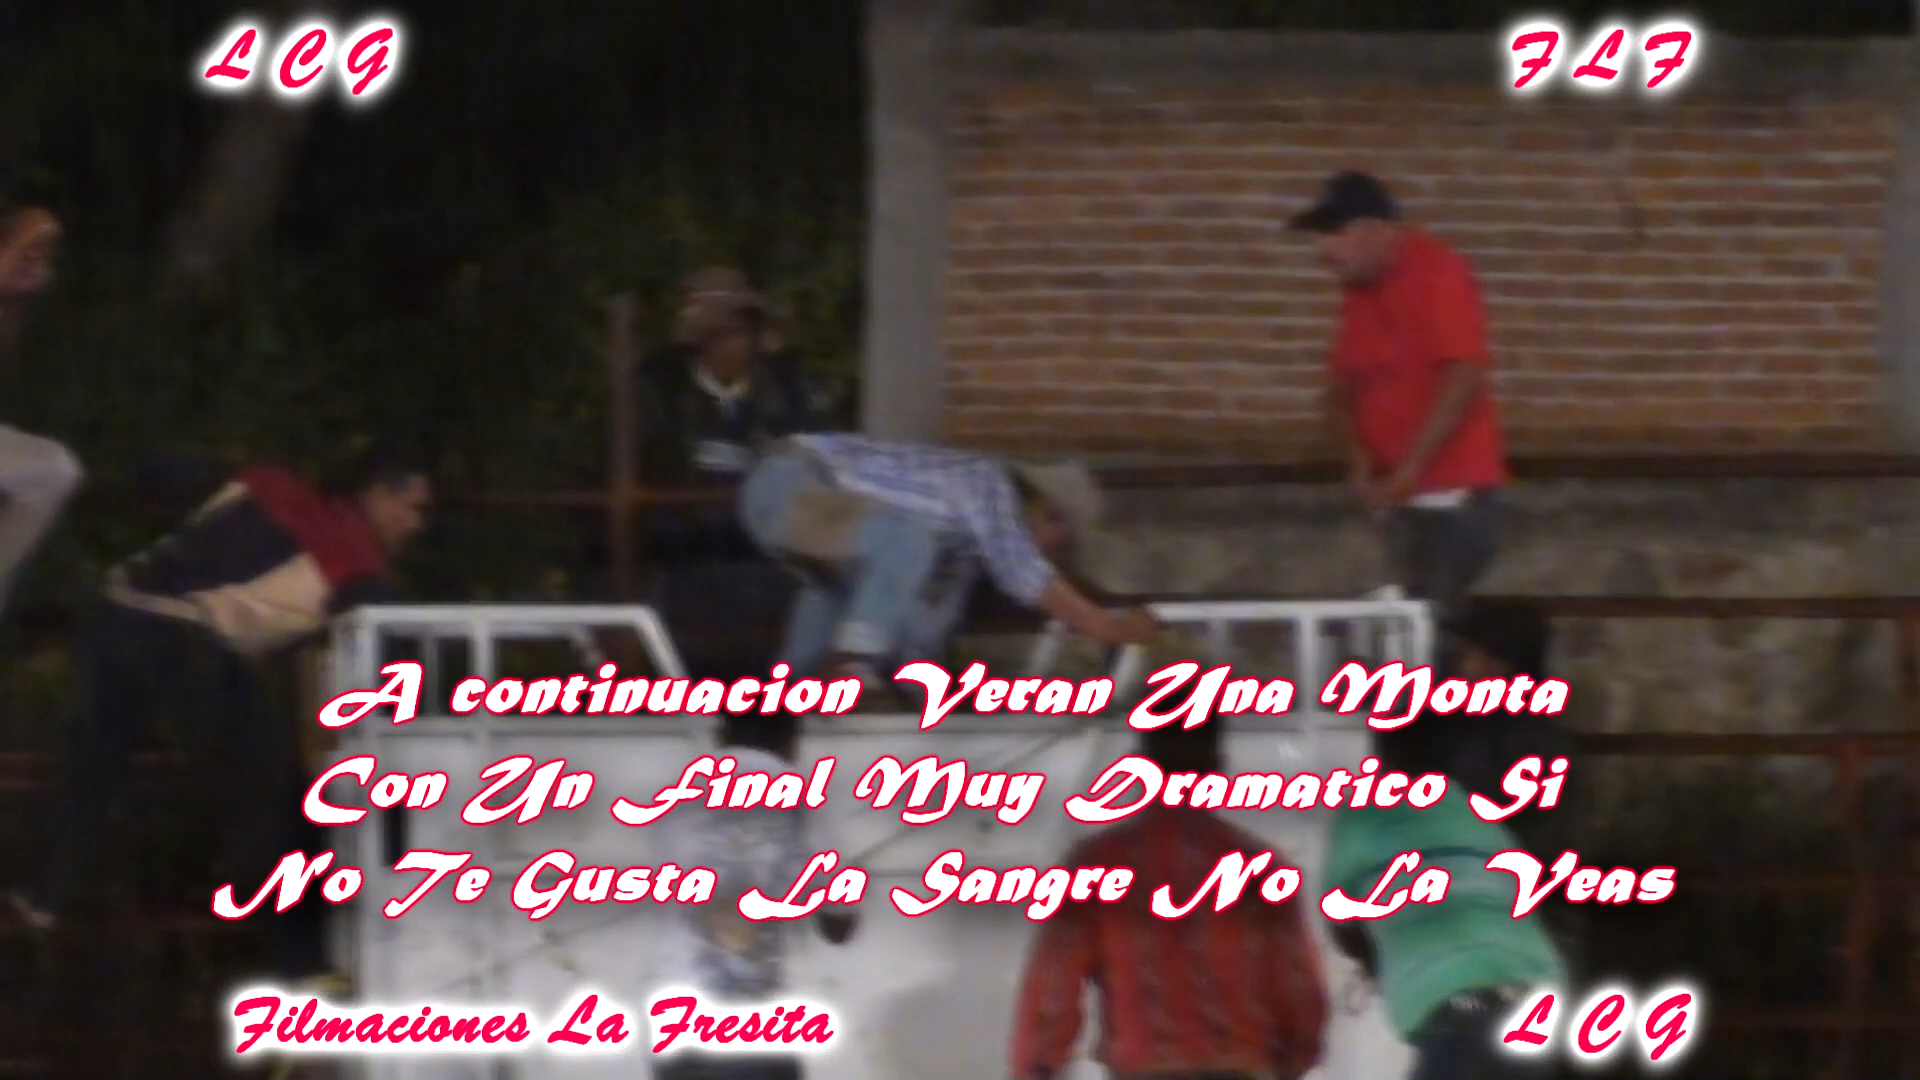 L C G
F L F
A continuacion Veran Una Monta
Con Un Final Muy Dramatico Si
No Te Gusta La Sangre No La Veas
Filmaciones La Fresita
L C G